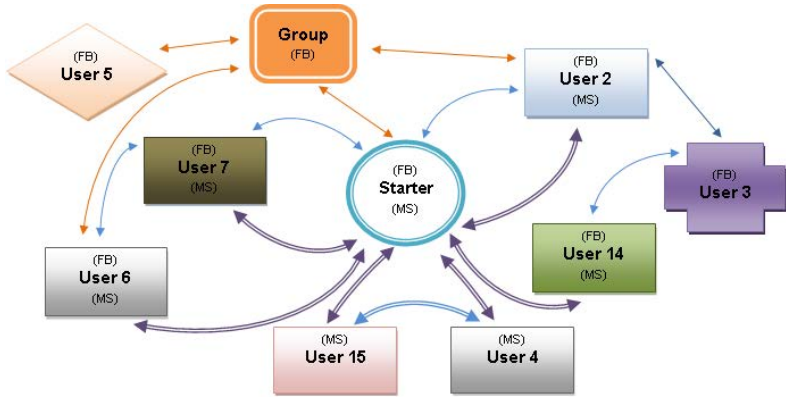 Group
(FB)
(FB)
User 5
(FB)
User 2
(MS)
(FB)
User 7
(MS)
(FB)
Starter
(MS)
(FB)
User 3
(FB)
User 6
(MS)
(FB)
User 14
(MS)
(MS)
User 15
(MS)
User 4